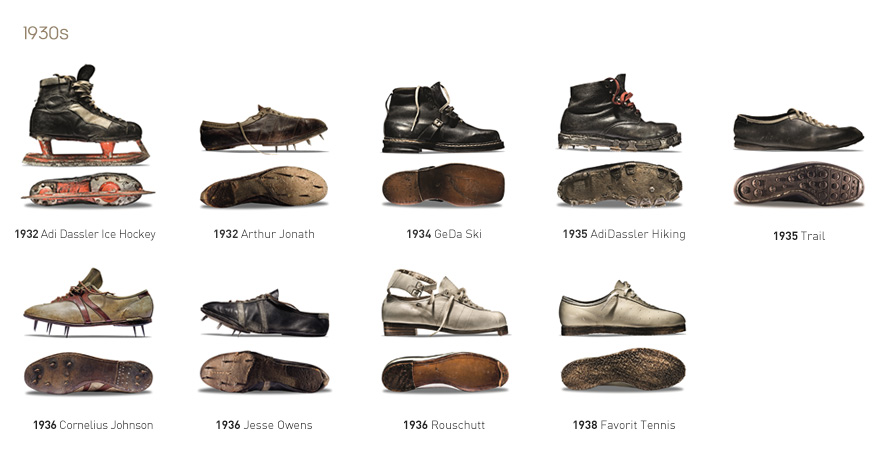 1930s
1932 Adi Dassler Ice Hockey
1932 Arthur Jonath
1934 GeDa Ski
1935 AdiDassler Hiking
1935 Trail
1936 Cornelius Johnson
1936 Jesse Owens
1936 Rouschutt
1938 Favorit Tennis